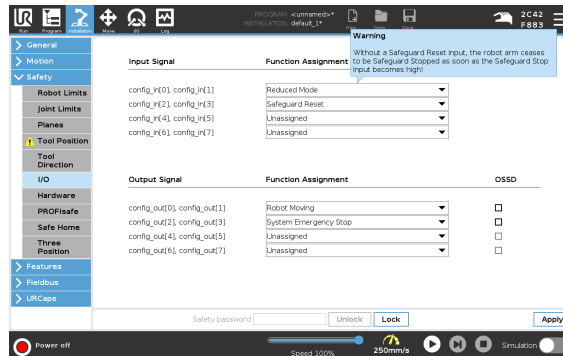 PROGRAM <unnamed>*
INSTALLATION default_1*
2C42
F883
Run
Program
Installation
Move
I/O
Log
Warning
Without a Safeguard Reset input, the robot arm ceases
to be Safeguard Stopped as soon as the Safeguard Stop
input becomes high!
General
Motion
Safety
Robot Limits
Joint Limits
Planes
Tool Position
Tool
Direction
I/O
Hardware
PROFIsafe
Safe Home
Three
Position
Features
Fieldbus
URCaps
Input Signal Function Assignment
config_in[0], config_in[1] Reduced Mode
config_in[2], config_in[3] Safeguard Reset
config_in[4], config_in[5] Unassigned
config_in[6], config_in[7] Unassigned
Output Signal Function Assignment OSSD
config_out[0], config_out[1] Robot Moving
config_out[2], config_out[3] System Emergency Stop
config_out[4], config_out[5] Unassigned
config_out[6], config_out[7] Unassigned
Safety password Unlock Lock Apply
Power off
Speed 100%
250mm/s
Simulation